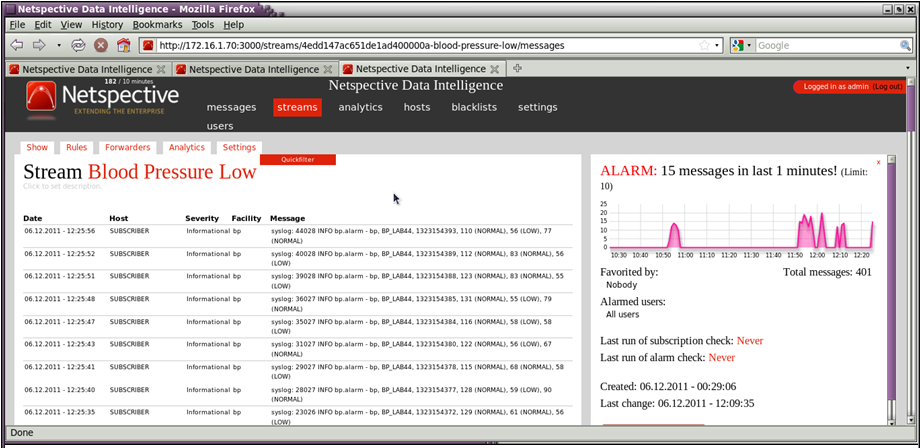 Netspective Data Intelligence - Mozilla Firefox
File Edit View History Bookmarks Tools Help
http://172.16.1.70:3000/streams/4edd147ac651de1ad400000a-blood-pressure-low/messages
Google
Netspective Data Intelligence
Netspective Data Intelligence
Netspective Data Intelligence
182 / 10 minutes
Netspective
EXTENDING THE ENTERPRISE
Netspective Data Intelligence
Logged in as admin (Log out)
messages streams analytics hosts blacklists settings
users
Show Rules Forwarders Analytics Settings
Quickfilter
Stream Blood Pressure Low
Click to set description.
Date Host Severity Facility Message
06.12.2011 - 12:25:56 SUBSCRIBER Informational bp syslog: 44028 INFO bp.alarm - bp, BP_LAB44, 1323154393, 110 (NORMAL), 56 (LOW), 77
(NORMAL)
06.12.2011 - 12:25:52 SUBSCRIBER Informational bp syslog: 40028 INFO bp.alarm - bp, BP_LAB44, 1323154389, 112 (NORMAL), 83 (NORMAL), 56
(LOW)
06.12.2011 - 12:25:51 SUBSCRIBER Informational bp syslog: 39028 INFO bp.alarm - bp, BP_LAB44, 1323154388, 123 (NORMAL), 83 (NORMAL), 55
(LOW)
06.12.2011 - 12:25:48 SUBSCRIBER Informational bp syslog: 36027 INFO bp.alarm - bp, BP_LAB44, 1323154385, 131 (NORMAL), 55 (LOW), 79
(NORMAL)
06.12.2011 - 12:25:47 SUBSCRIBER Informational bp syslog: 35027 INFO bp.alarm - bp, BP_LAB44, 1323154384, 116 (NORMAL), 58 (LOW), 58
(LOW)
06.12.2011 - 12:25:43 SUBSCRIBER Informational bp syslog: 31027 INFO bp.alarm - bp, BP_LAB44, 1323154380, 122 (NORMAL), 56 (LOW), 67
(NORMAL)
06.12.2011 - 12:25:41 SUBSCRIBER Informational bp syslog: 29027 INFO bp.alarm - bp, BP_LAB44, 1323154378, 115 (NORMAL), 68 (NORMAL), 58
(LOW)
06.12.2011 - 12:25:40 SUBSCRIBER Informational bp syslog: 28027 INFO bp.alarm - bp, BP_LAB44, 1323154377, 128 (NORMAL), 59 (LOW), 90
(NORMAL)
06.12.2011 - 12:25:35 SUBSCRIBER Informational bp syslog: 23026 INFO bp.alarm - bp, BP_LAB44, 1323154372, 129 (NORMAL), 61 (NORMAL), 56
(LOW)
x
ALARM: 15 messages in last 1 minutes! (Limit:
10)
25
20
15
10
5
0
10:30 10:40 10:50 11:00 11:10 11:20 11:30 11:40 11:50 12:00 12:10 12:20
Favorited by: Total messages: 401
Nobody
Alarmed users:
All users
Last run of subscription check: Never
Last run of alarm check: Never
Created: 06.12.2011 - 00:29:06
Last change: 06.12.2011 - 12:09:35
Done